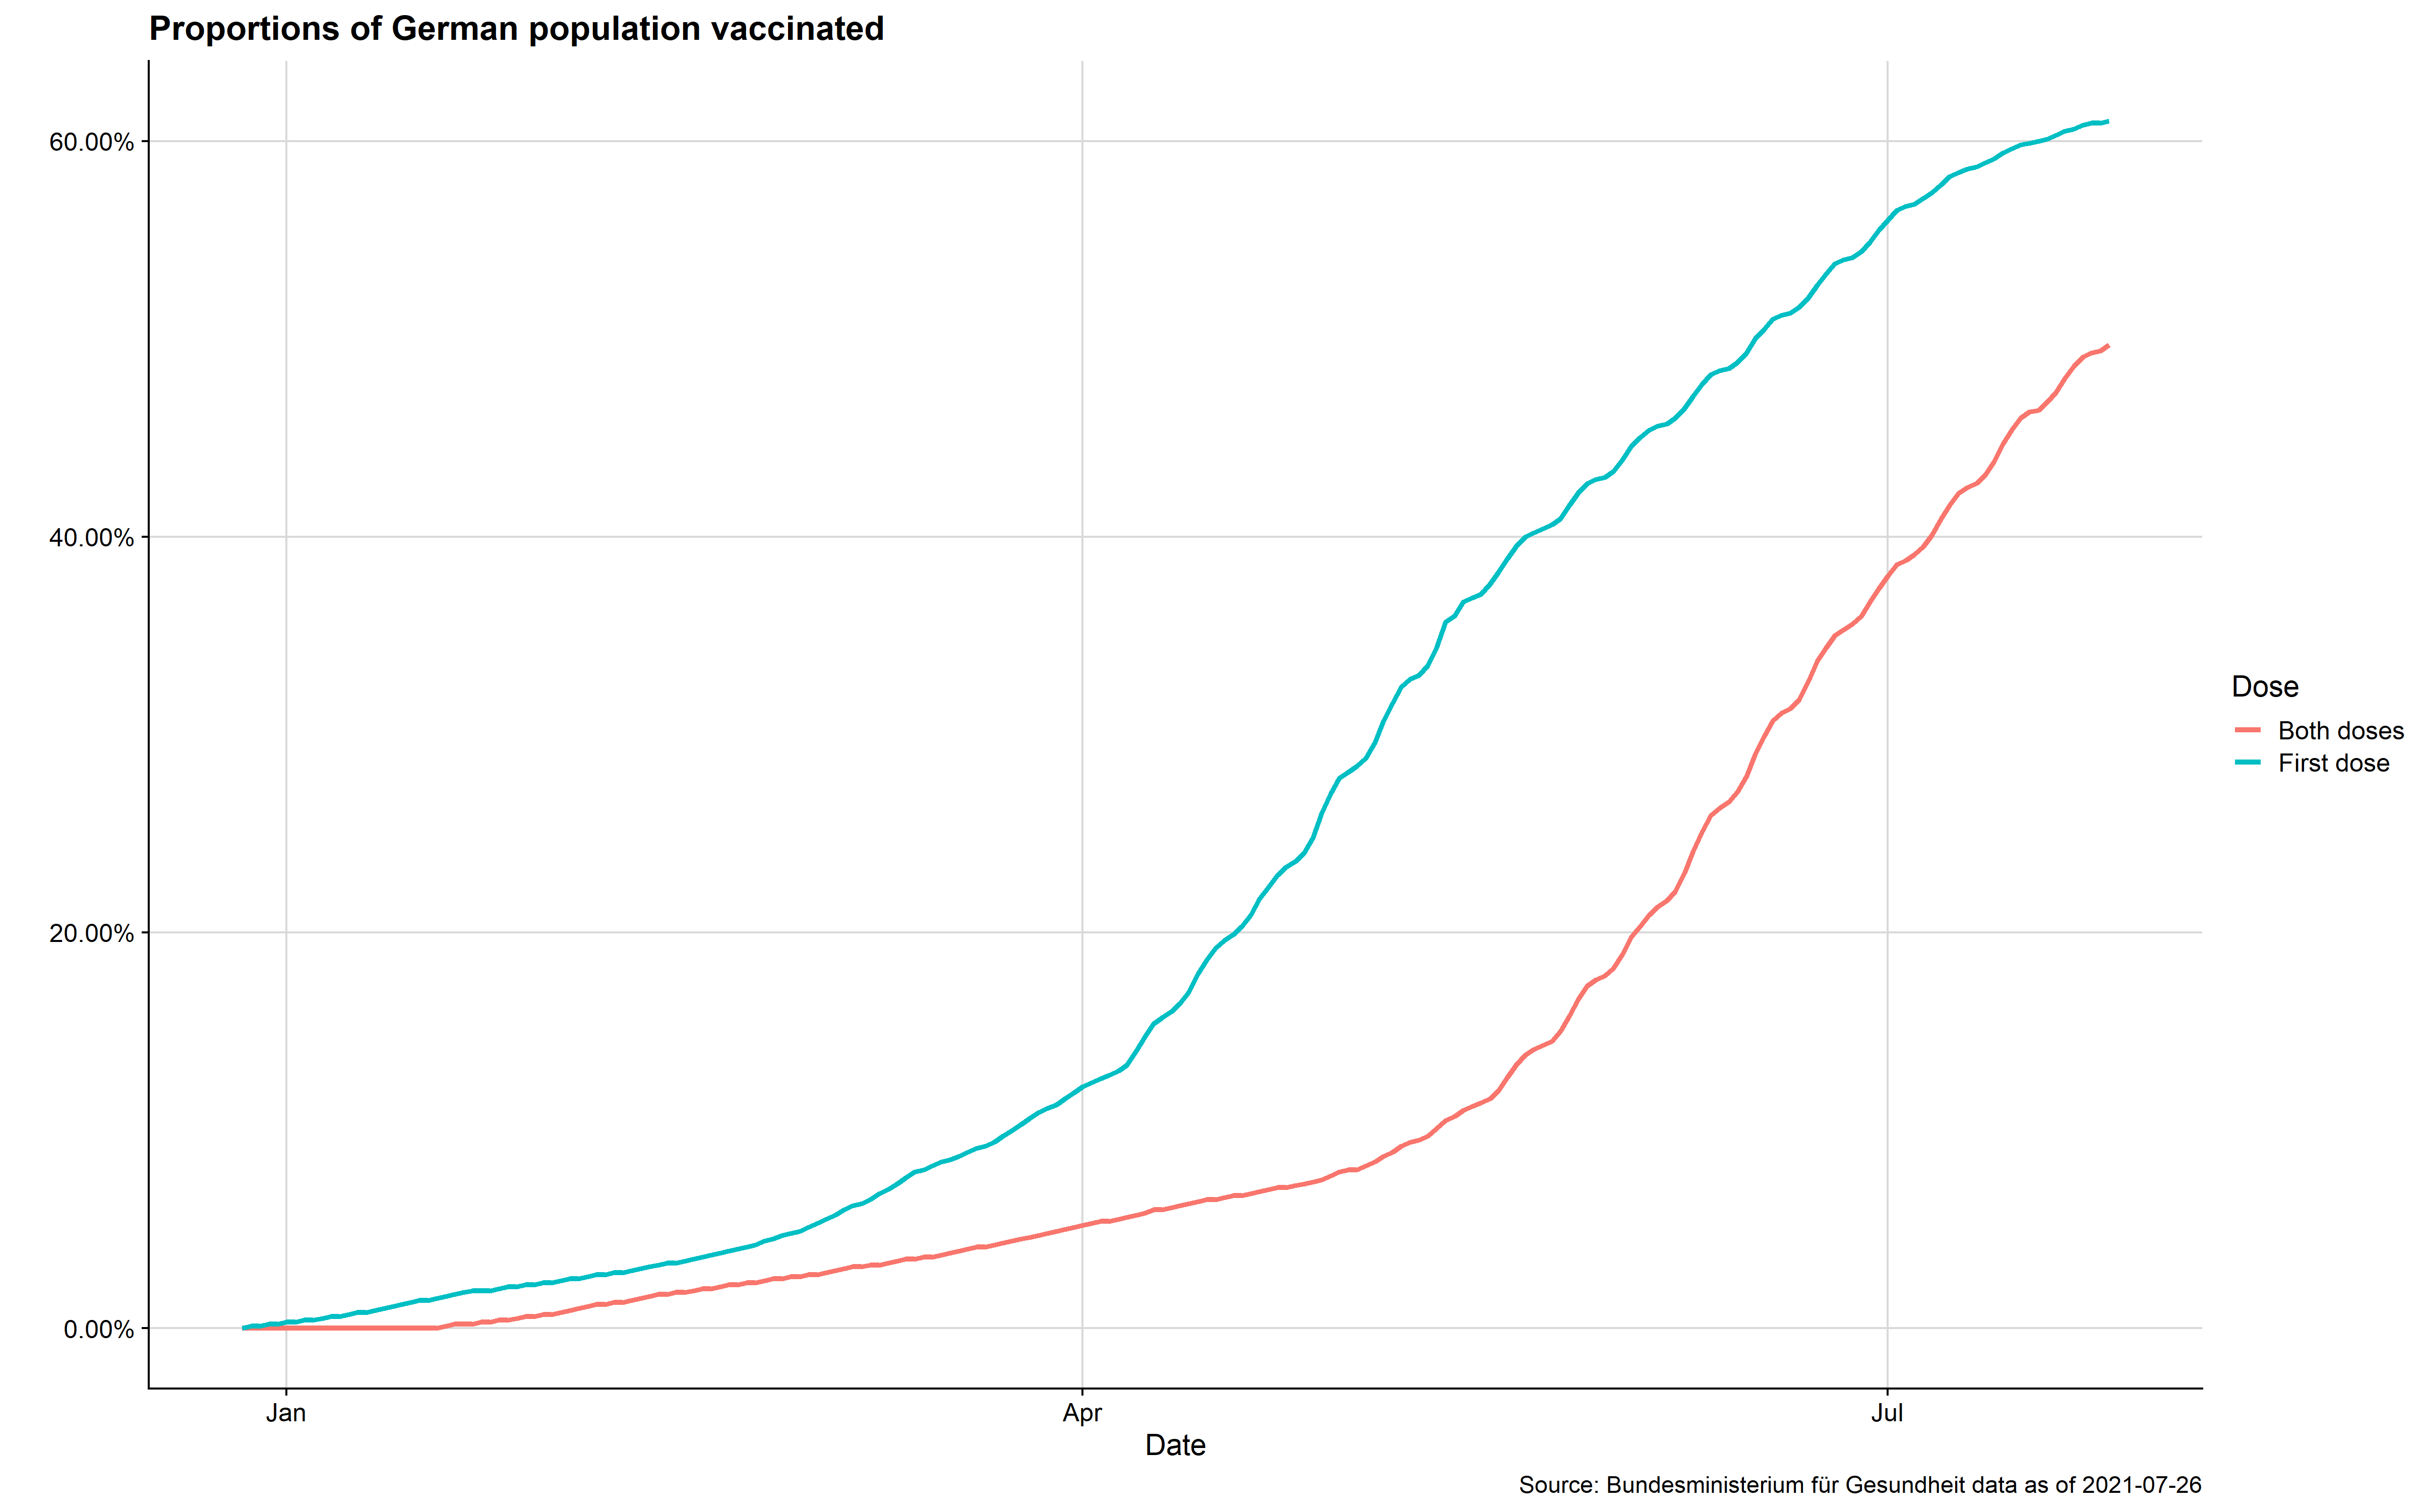 Proportions of German population vaccinated
60.00%
40.00%
20.00%
0.00%
Jan
Apr
Jul
Date
Dose
Both doses
First dose
Source: Bundesministerium für Gesundheit data as of 2021-07-26